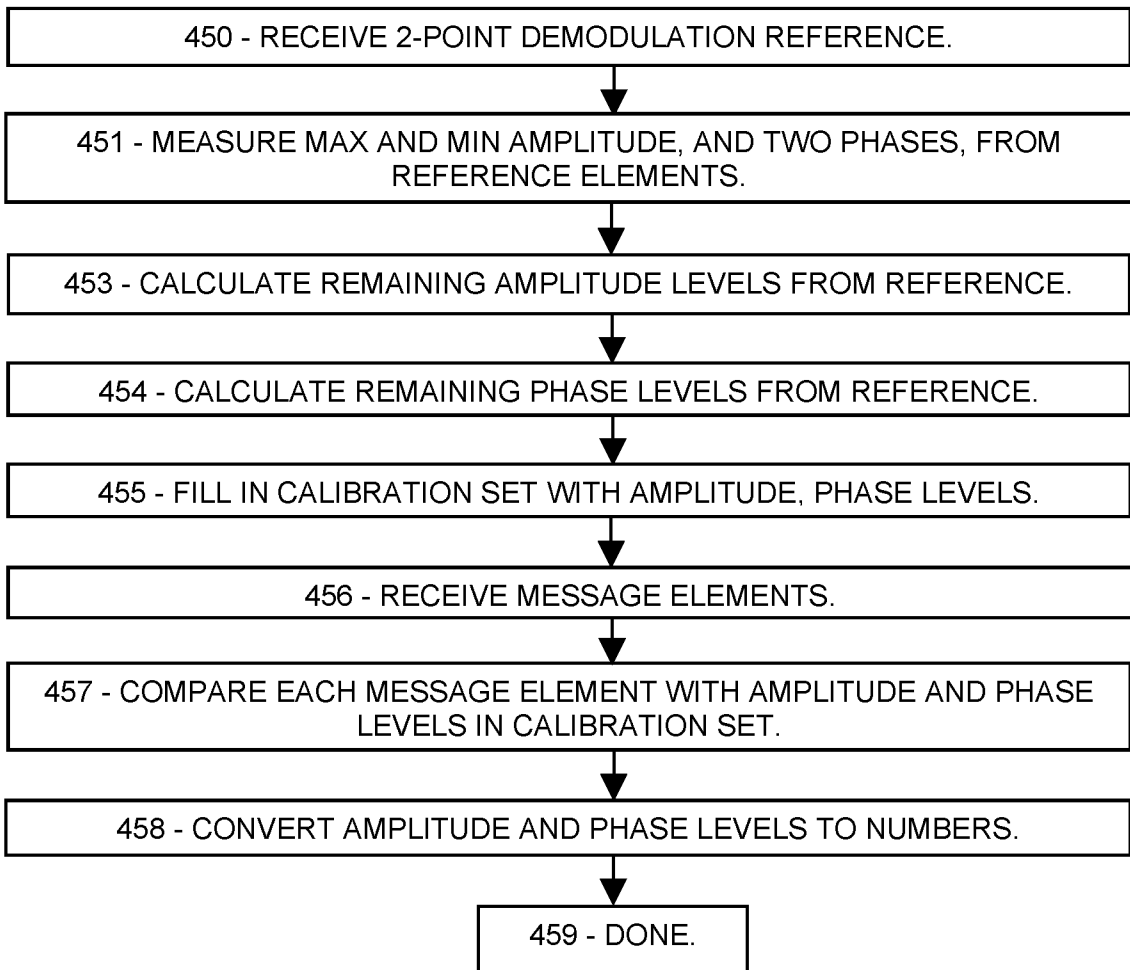 450 - RECEIVE 2-POINT DEMODULATION REFERENCE.
451 - MEASURE MAX AND MIN AMPLITUDE, AND TWO PHASES, FROM
REFERENCE ELEMENTS.
453 - CALCULATE REMAINING AMPLITUDE LEVELS FROM REFERENCE.
454 - CALCULATE REMAINING PHASE LEVELS FROM REFERENCE.
455 - FILL IN CALIBRATION SET WITH AMPLITUDE, PHASE LEVELS.
456 - RECEIVE MESSAGE ELEMENTS.
457 - COMPARE EACH MESSAGE ELEMENT WITH AMPLITUDE AND PHASE
LEVELS IN CALIBRATION SET.
458 - CONVERT AMPLITUDE AND PHASE LEVELS TO NUMBERS.
459 - DONE.